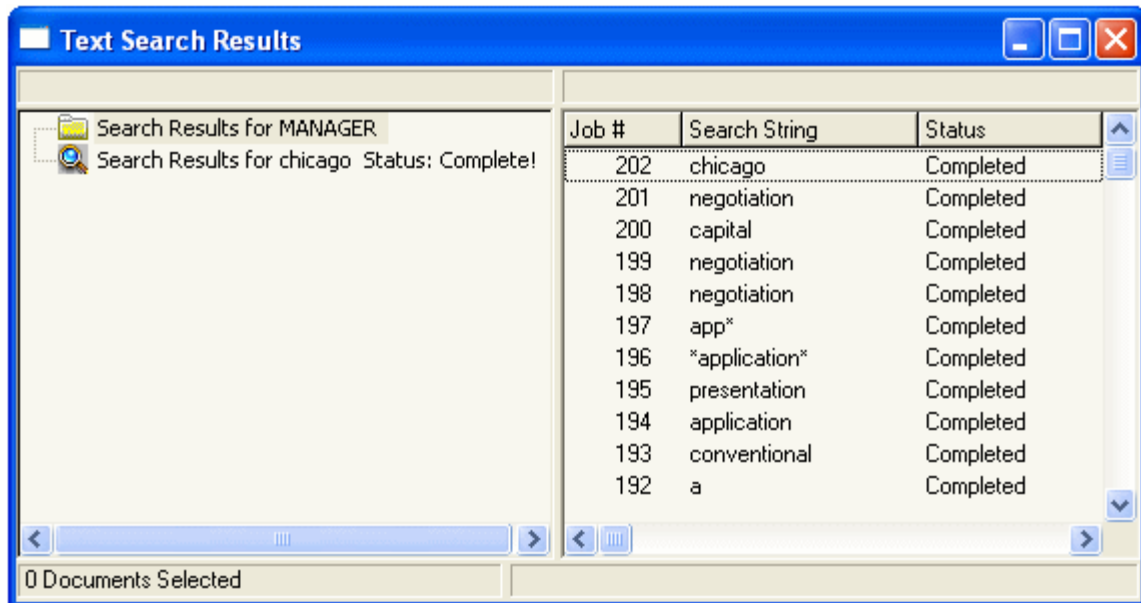 Text Search Results
Search Results for MANAGER
Search Results for chicago  Status: Complete!
Job # Search String Status
202 chicago Completed
201 negotiation Completed
200 capital Completed
199 negotiation Completed
198 negotiation Completed
197 app* Completed
196 *application* Completed
195 presentation Completed
194 application Completed
193 conventional Completed
192 a Completed
0 Documents Selected